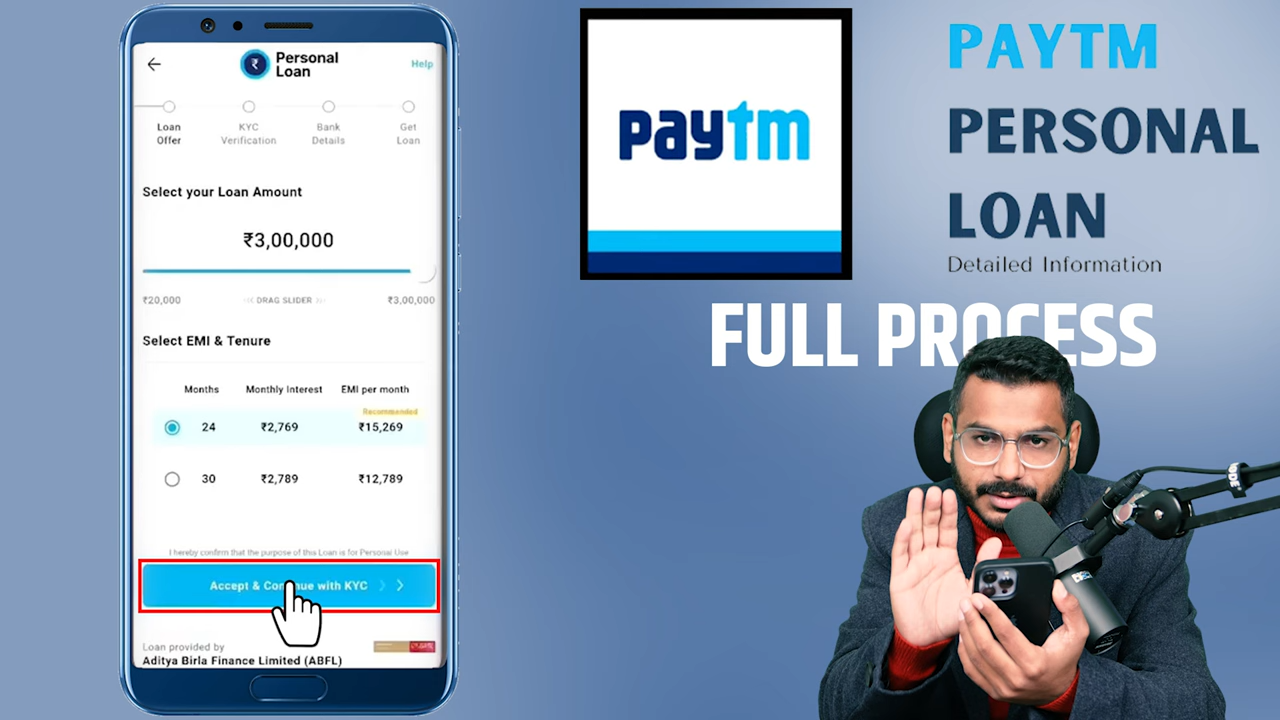 Personal
Loan
Help
Loan
Offer
KYC
Verification
Bank
Details
Get
Loan
Select your Loan Amount
₹3,00,000
₹20,000
DRAG SLIDER
₹3,00,000
Select EMI & Tenure
Months Monthly Interest EMI per month
Recommended
24 ₹2,769 ₹15,269
30 ₹2,789 ₹12,789
I hereby confirm that the purpose of this Loan is for Personal Use
Accept & Continue with KYC
Loan provided by
Aditya Birla Finance Limited (ABFL)
paytm
PAYTM
PERSONAL
LOAN
Detailed Information
FULL PROCESS